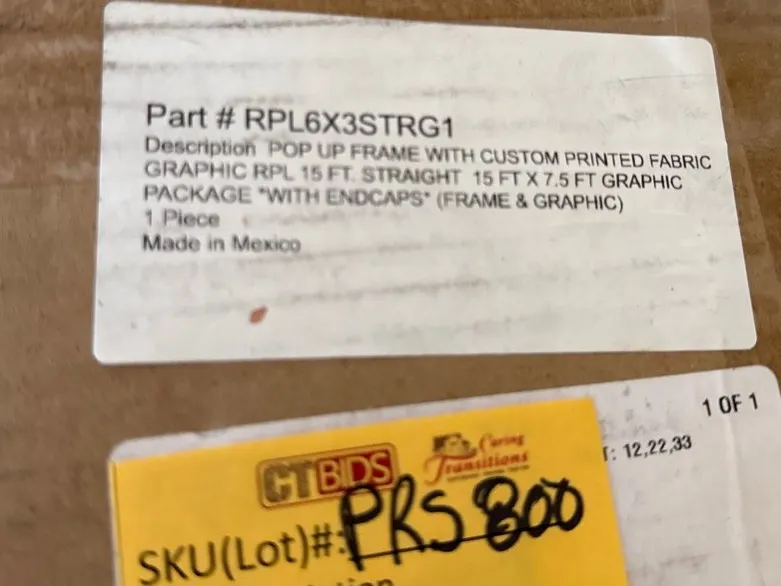 Part # RPL6X3STRG1
Description POP UP FRAME WITH CUSTOM PRINTED FABRIC
GRAPHIC RPL 15 FT. STRAIGHT 15 FT X 7.5 FT GRAPHIC
PACKAGE *WITH ENDCAPS* (FRAME & GRAPHIC)
1 Piece
Made in Mexico
1 OF 1
T: 12,22,33
CTBIDS
Caring
Transitions
SKU(Lot)#: PRS 800